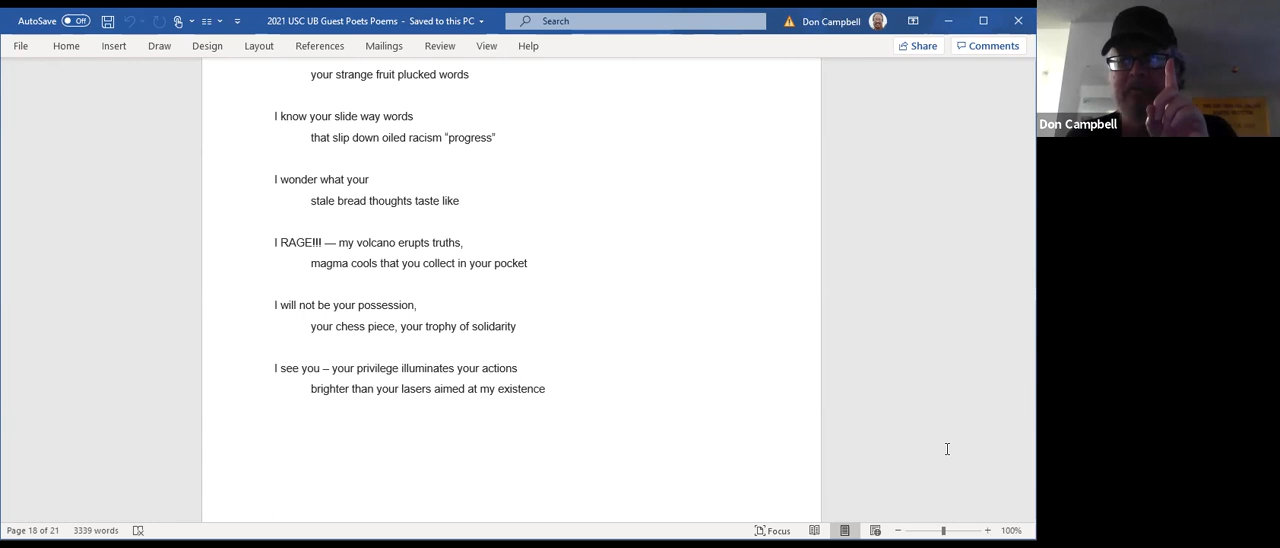 AutoSave Off 2021 USC UB Guest Poets Poems - Saved to this PC Search Don Campbell
File Home Insert Draw Design Layout References Mailings Review View Help Share Comments
your strange fruit plucked words
I know your slide way words
that slip down oiled racism “progress”
I wonder what your
stale bread thoughts taste like
I RAGE!!! — my volcano erupts truths,
magma cools that you collect in your pocket
I will not be your possession,
your chess piece, your trophy of solidarity
I see you – your privilege illuminates your actions
brighter than your lasers aimed at my existence
Page 18 of 21 3339 words Focus 100%
Don Campbell